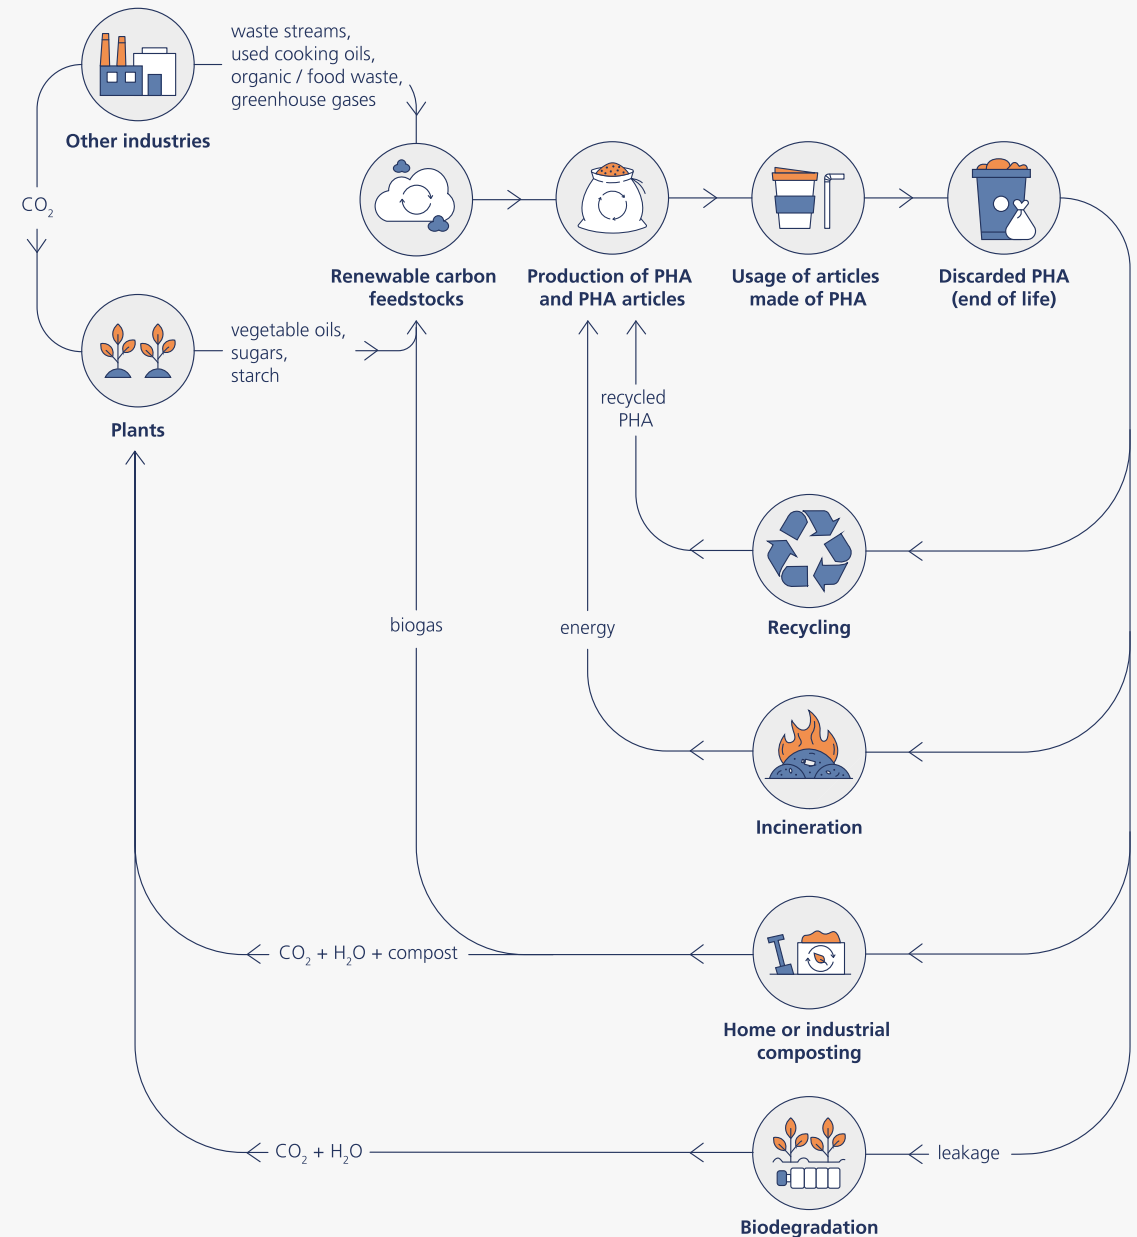 waste streams,
used cooking oils,
organic / food waste,
greenhouse gases
Other industries
CO₂
Renewable carbon
feedstocks
Production of PHA
and PHA articles
Usage of articles
made of PHA
Discarded PHA
(end of life)
vegetable oils,
sugars,
starch
Plants
recycled
PHA
Recycling
biogas
energy
Incineration
CO₂ + H₂O + compost
Home or industrial
composting
CO₂ + H₂O
leakage
Biodegradation